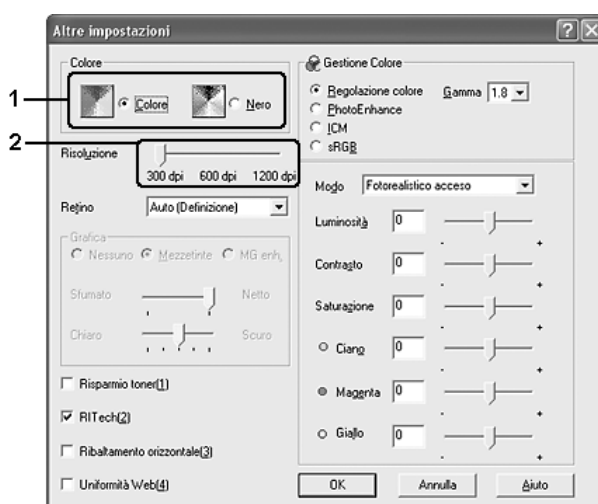 Altre impostazioni
1
Colore
Colore
Nero
2
Risoluzione
300 dpi 600 dpi 1200 dpi
Retino Auto (Definizione)
Grafica
Nessuno Mezzetinte MG enh,
Sfumato Netto
Chiaro Scuro
Risparmio toner(1)
RITech(2)
Ribaltamento orizzontale(3)
Uniformità Web(4)
Gestione Colore
Regolazione colore Gamma 1.8
PhotoEnhance
ICM
sRGB
Modo Fotorealistico acceso
Luminosità 0
- +
Contrasto 0
- +
Saturazione 0
- +
Ciano 0
- +
Magenta 0
- +
Giallo 0
- +
OK Annulla Aiuto